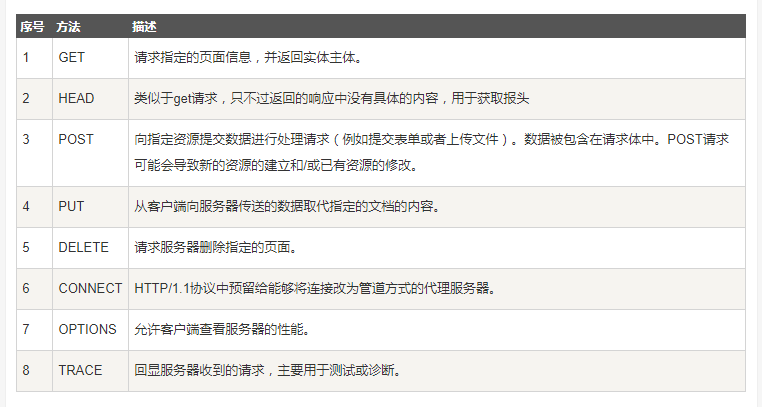 序号 方法 描述
1 GET 请求指定的页面信息，并返回实体主体。
2 HEAD 类似于get请求，只不过返回的响应中没有具体的内容，用于获取报头
3 POST 向指定资源提交数据进行处理请求（例如提交表单或者上传文件）。数据被包含在请求体中。POST请求
可能会导致新的资源的建立和/或已有资源的修改。
4 PUT 从客户端向服务器传送的数据取代指定的文档的内容。
5 DELETE 请求服务器删除指定的页面。
6 CONNECT HTTP/1.1协议中预留给能够将连接改为管道方式的代理服务器。
7 OPTIONS 允许客户端查看服务器的性能。
8 TRACE 回显服务器收到的请求，主要用于测试或诊断。